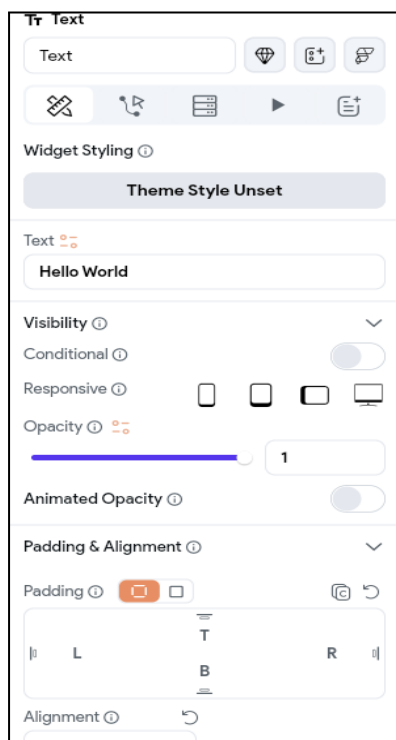 Tт Text
Text
Widget Styling
Theme Style Unset
Text
Hello World
Visibility
Conditional
Responsive
Opacity
1
Animated Opacity
Padding & Alignment
Padding
T
L R
B
Alignment